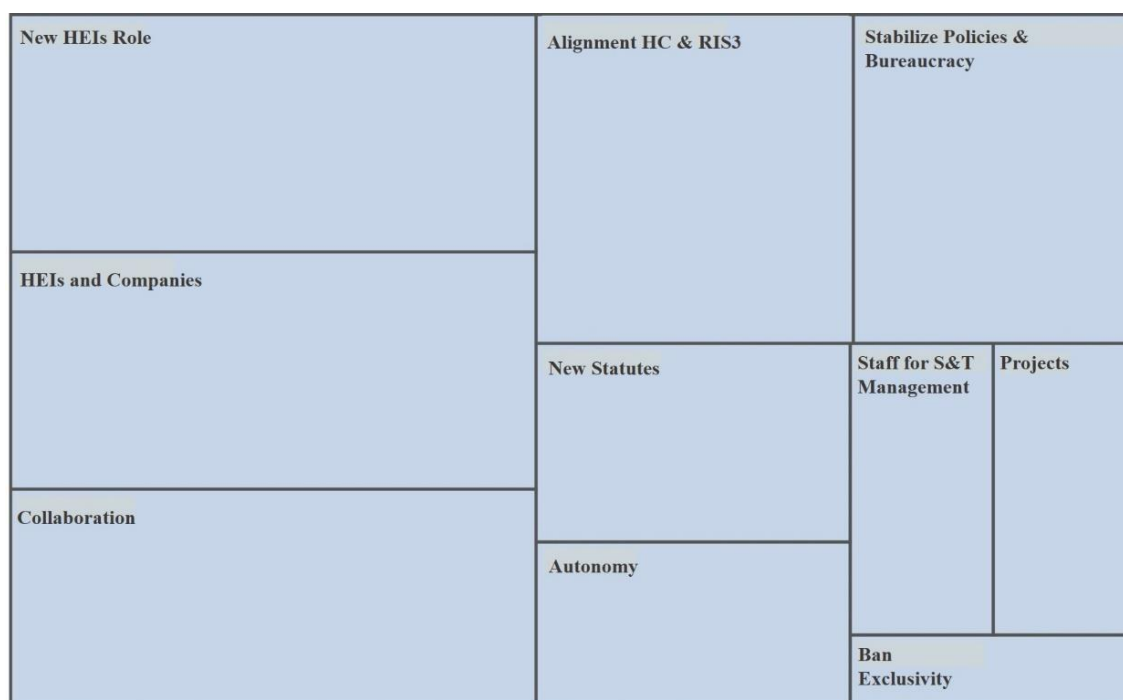 New HEIs Role
Alignment HC & RIS3
Stabilize Policies &
Bureaucracy
HEIs and Companies
New Statutes
Staff for S&T
Management
Projects
Collaboration
Autonomy
Ban
Exclusivity